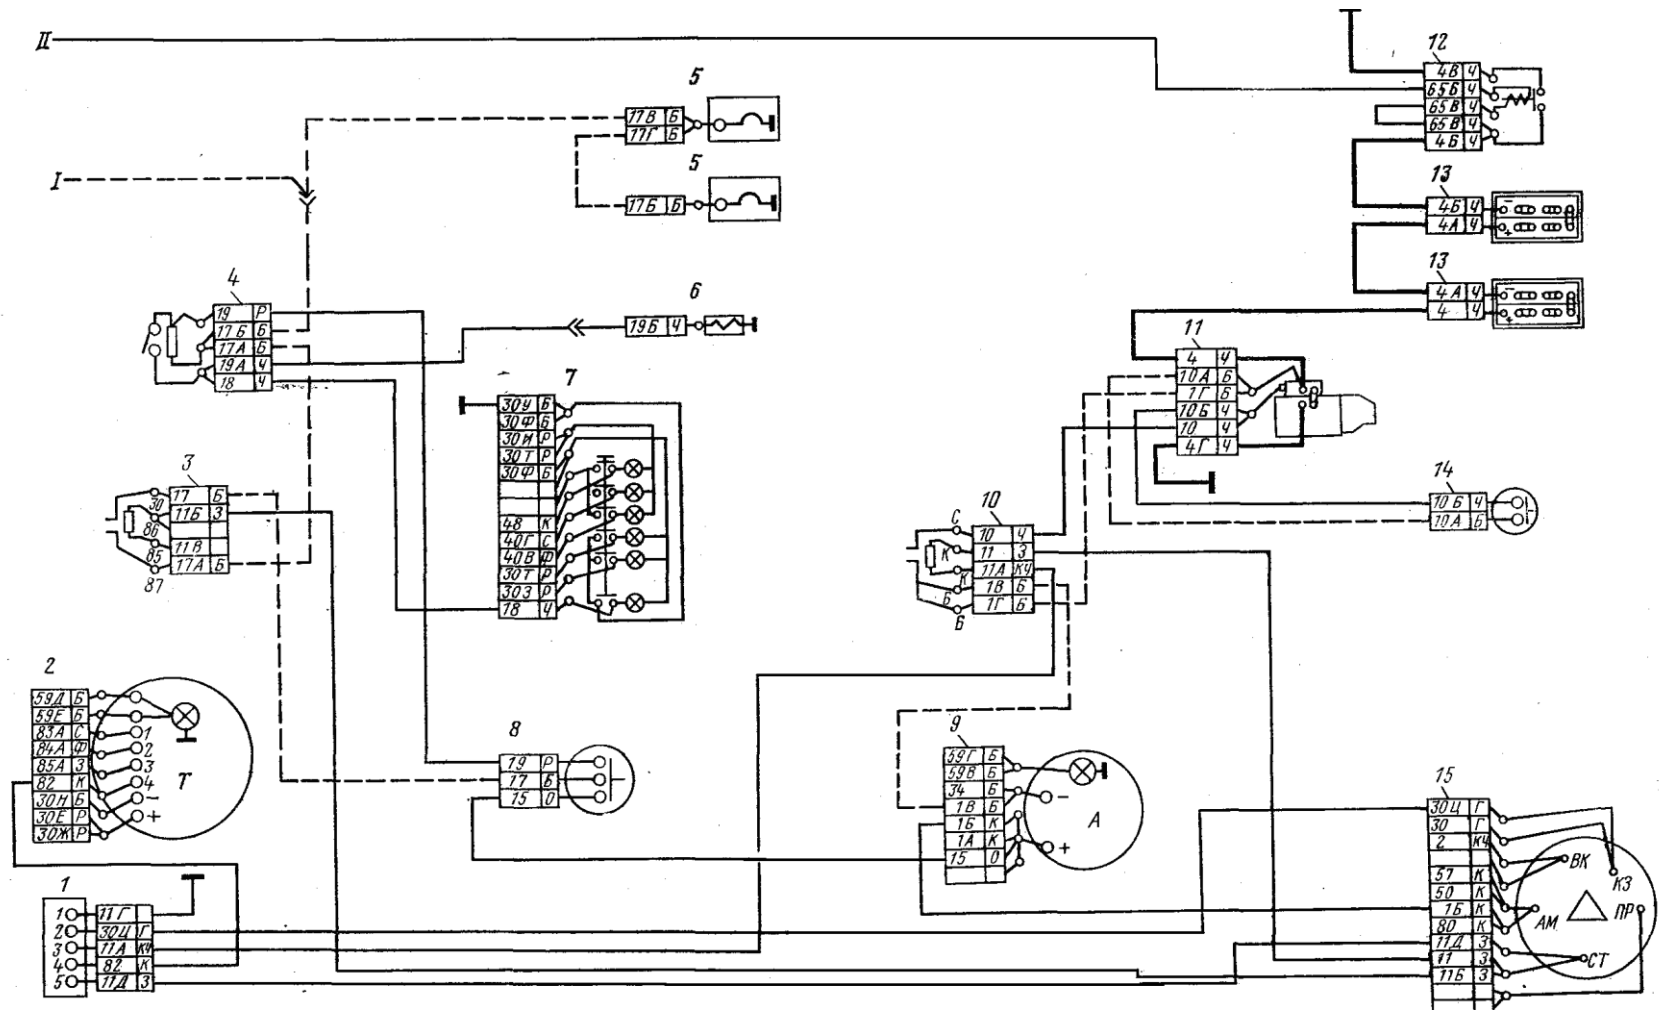 II
I
5
17В Б
17Г Б
5
17Б Б
4
19 Р
17Б Б
17А Б
19А Ч
18 Ч
6
19Б Ч
7
30У Б
30Ф Б
30И Р
30Т Р
30Ф Б
48 К
40Г С
40В Ф
30Т Р
30З Р
18 Ч
3
30
86
85
87
17 Б
11Б З
11В
17А Б
2
59Д Б
59Е Б
83А С
84А Ф
85А З
82 К
30Н Б
30Е Р
30Ж Р
1
2
3
4
−
+
Т
1
1 11Г
2 30Ц Г
3 11А КЧ
4 82 К
5 11Д З
8
19 Р
17 Б
15 О
9
59Г Б
59В Б
34 Б
1В Б
1Б К
1А К
15 О
−
+
А
10
С
К
К
Б
Б
10 Ч
11 З
11А КЧ
1В Б
1Г Б
11
4 Ч
10А Б
1Г Б
10Б Ч
10 Ч
4Г Ч
12
4В Ч
65Б Ч
65В Ч
65В Ч
4Б Ч
13
4Б Ч −
4А Ч +
13
4А Ч −
4 Ч +
14
10Б Ч
10А Б
15
30Ц Г
30 Г
2 КЧ
57 К
50 К
1Б К
80 К
11Д З
11 З
11Б З
ВК
КЗ
АМ
ПР
СТ